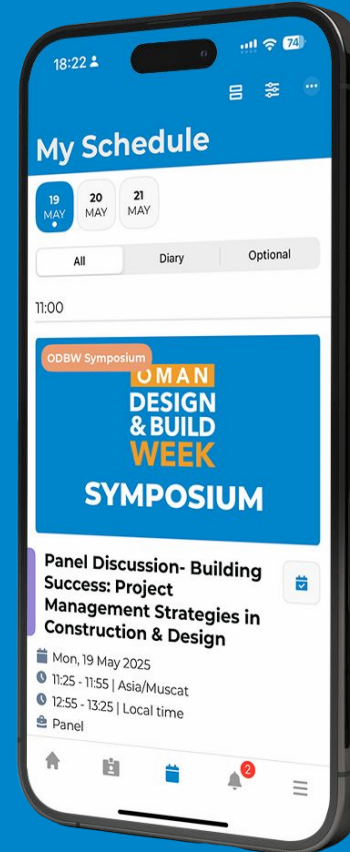 18:22
74
My Schedule
19
MAY
20
MAY
21
MAY
All
Diary
Optional
11:00
ODBW Symposium
OMAN
DESIGN
& BUILD
WEEK
SYMPOSIUM
Panel Discussion- Building
Success: Project
Management Strategies in
Construction & Design
Mon, 19 May 2025
11:25 - 11:55 | Asia/Muscat
12:55 - 13:25 | Local time
Panel
2